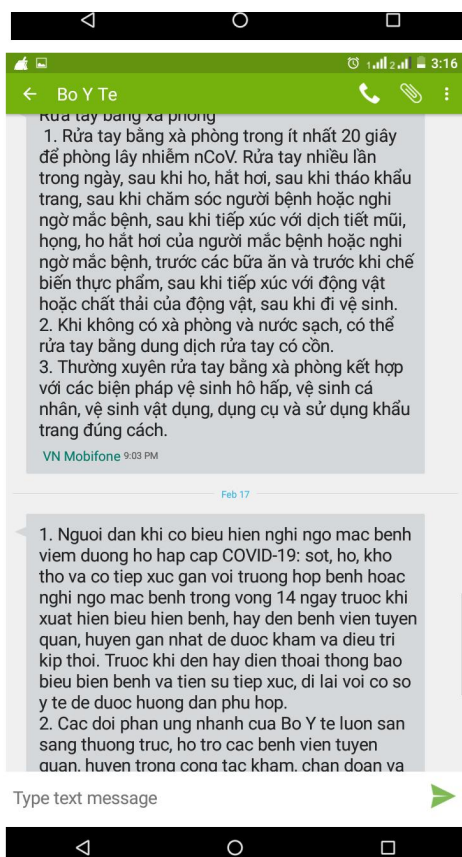 1 2 3:16
Bo Y Te
Rửa tay bằng xà phòng
1. Rửa tay bằng xà phòng trong ít nhất 20 giây
để phòng lây nhiễm nCoV. Rửa tay nhiều lần
trong ngày, sau khi ho, hắt hơi, sau khi tháo khẩu
trang, sau khi chăm sóc người bệnh hoặc nghi
ngờ mắc bệnh, sau khi tiếp xúc với dịch tiết mũi,
họng, ho hắt hơi của người mắc bệnh hoặc nghi
ngờ mắc bệnh, trước các bữa ăn và trước khi chế
biến thực phẩm, sau khi tiếp xúc với động vật
hoặc chất thải của động vật, sau khi đi vệ sinh.
2. Khi không có xà phòng và nước sạch, có thể
rửa tay bằng dung dịch rửa tay có cồn.
3. Thường xuyên rửa tay bằng xà phòng kết hợp
với các biện pháp vệ sinh hô hấp, vệ sinh cá
nhân, vệ sinh vật dụng, dụng cụ và sử dụng khẩu
trang đúng cách.
VN Mobifone 9:03 PM
Feb 17
1. Nguoi dan khi co bieu hien nghi ngo mac benh
viem duong ho hap cap COVID-19: sot, ho, kho
tho va co tiep xuc gan voi truong hop benh hoac
nghi ngo mac benh trong vong 14 ngay truoc khi
xuat hien bieu hien benh, hay den benh vien tuyen
quan, huyen gan nhat de duoc kham va dieu tri
kip thoi. Truoc khi den hay dien thoai thong bao
bieu bien benh va tien su tiep xuc, di lai voi co so
y te de duoc huong dan phu hop.
2. Cac doi phan ung nhanh cua Bo Y te luon san
sang thuong truc, ho tro cac benh vien tuyen
quan, huyen trong cong tac kham, chan doan va
Type text message